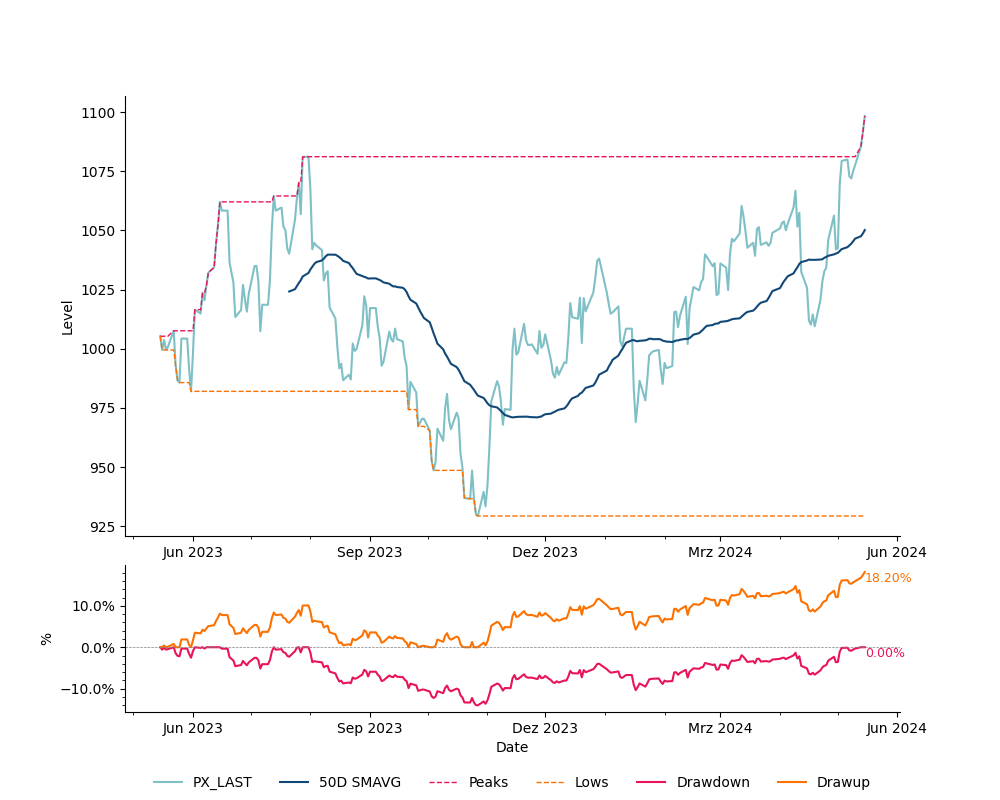 1100
1075
1050
1025
1000
975
950
925
Level
Jun 2023 Sep 2023 Dez 2023 Mrz 2024 Jun 2024
10.0%
0.0%
−10.0%
%
18.20%
0.00%
Jun 2023 Sep 2023 Dez 2023 Mrz 2024 Jun 2024
Date
PX_LAST 50D SMAVG Peaks Lows Drawdown Drawup